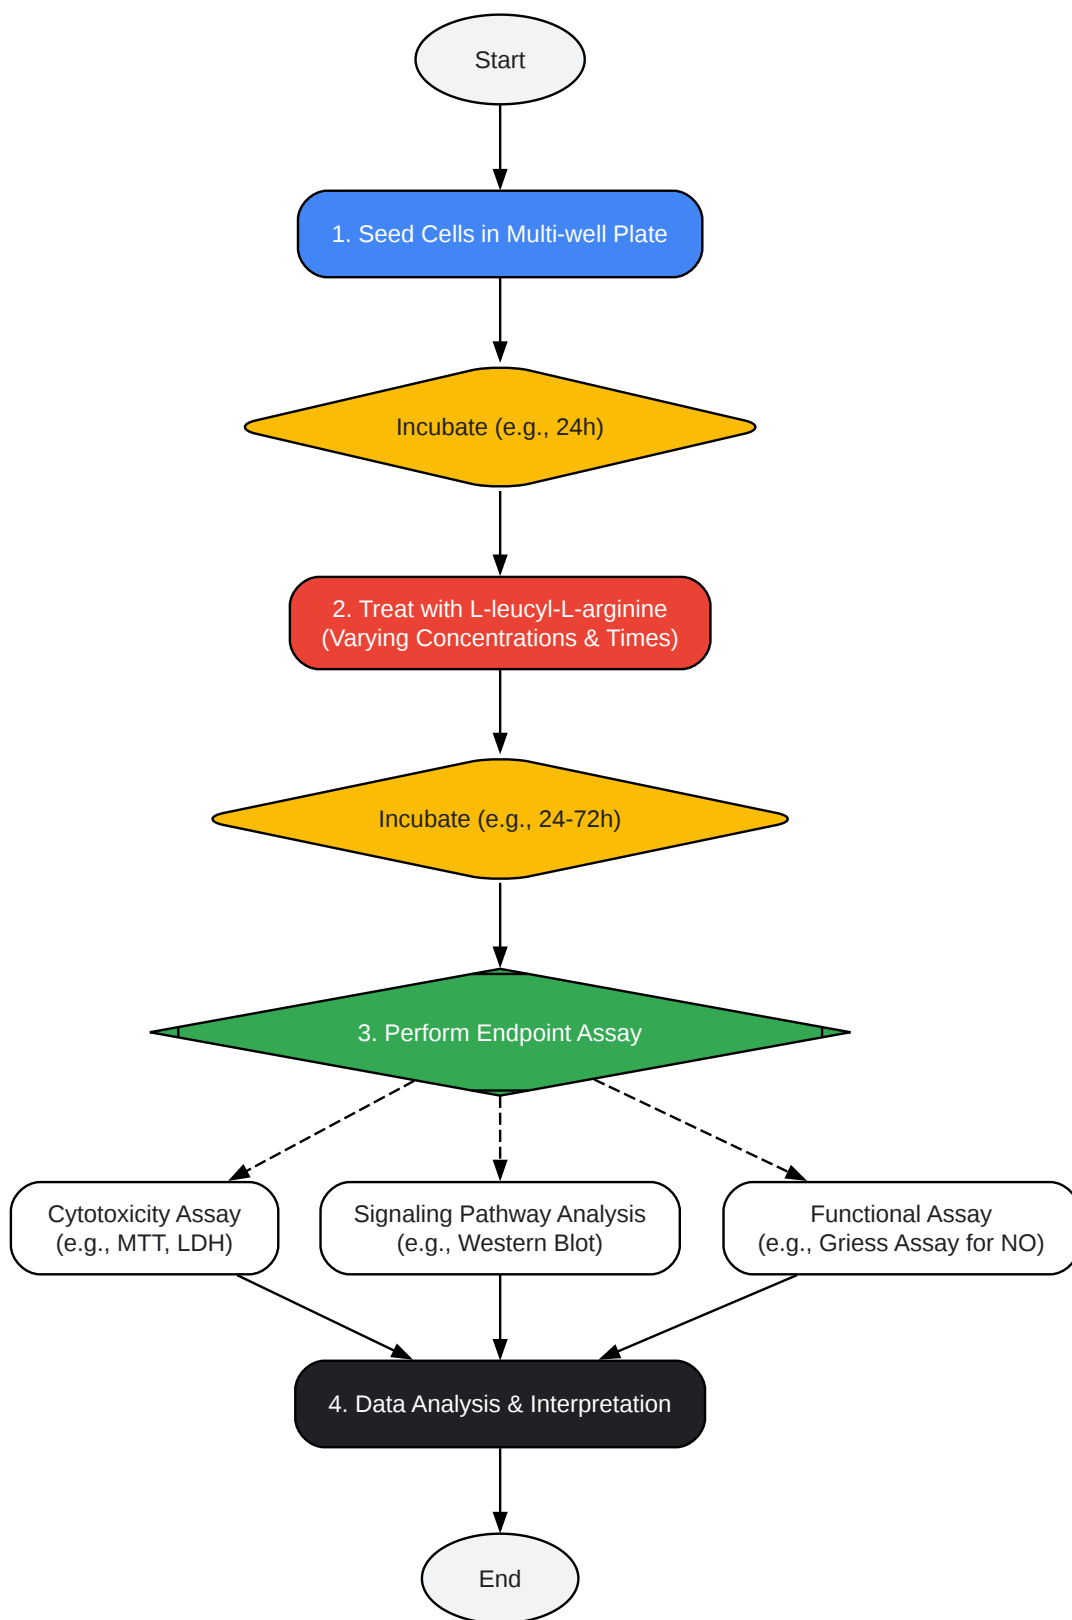 Start
1. Seed Cells in Multi-well Plate
Incubate (e.g., 24h)
2. Treat with L-leucyl-L-arginine
(Varying Concentrations & Times)
Incubate (e.g., 24-72h)
3. Perform Endpoint Assay
Cytotoxicity Assay
(e.g., MTT, LDH)
Signaling Pathway Analysis
(e.g., Western Blot)
Functional Assay
(e.g., Griess Assay for NO)
4. Data Analysis & Interpretation
End